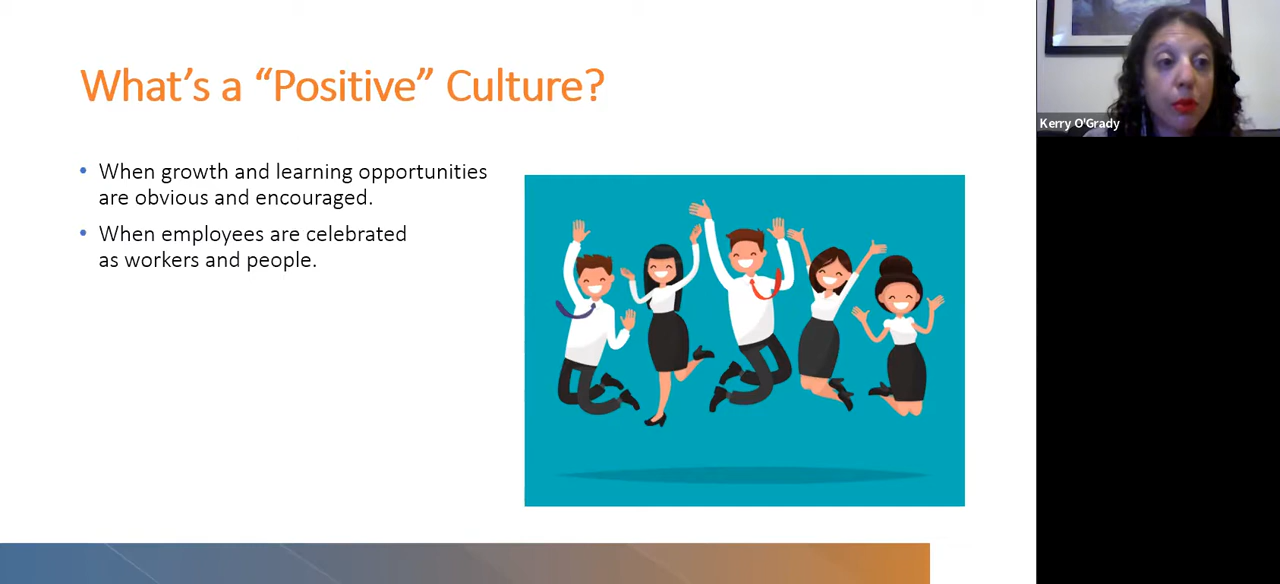 What’s a “Positive” Culture?
When growth and learning opportunities
are obvious and encouraged.
When employees are celebrated
as workers and people.
Kerry O'Grady